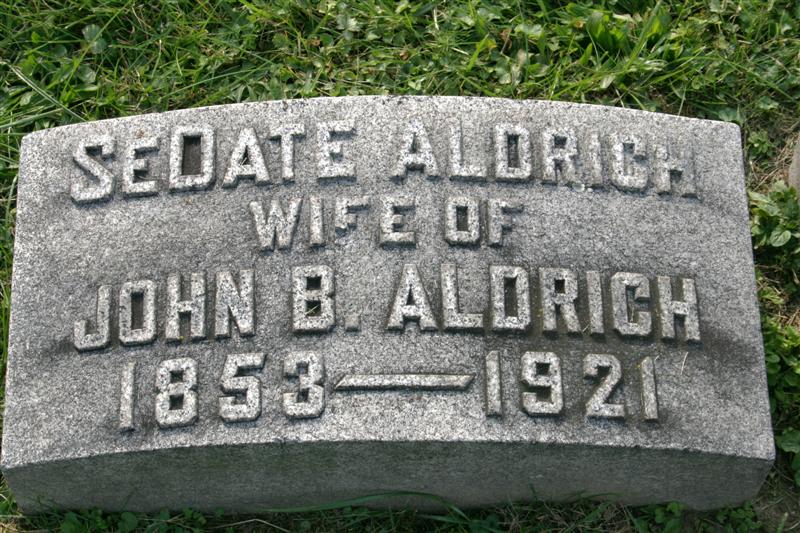 SEDATE ALDRICH
WIFE OF
JOHN B. ALDRICH
1853—1921